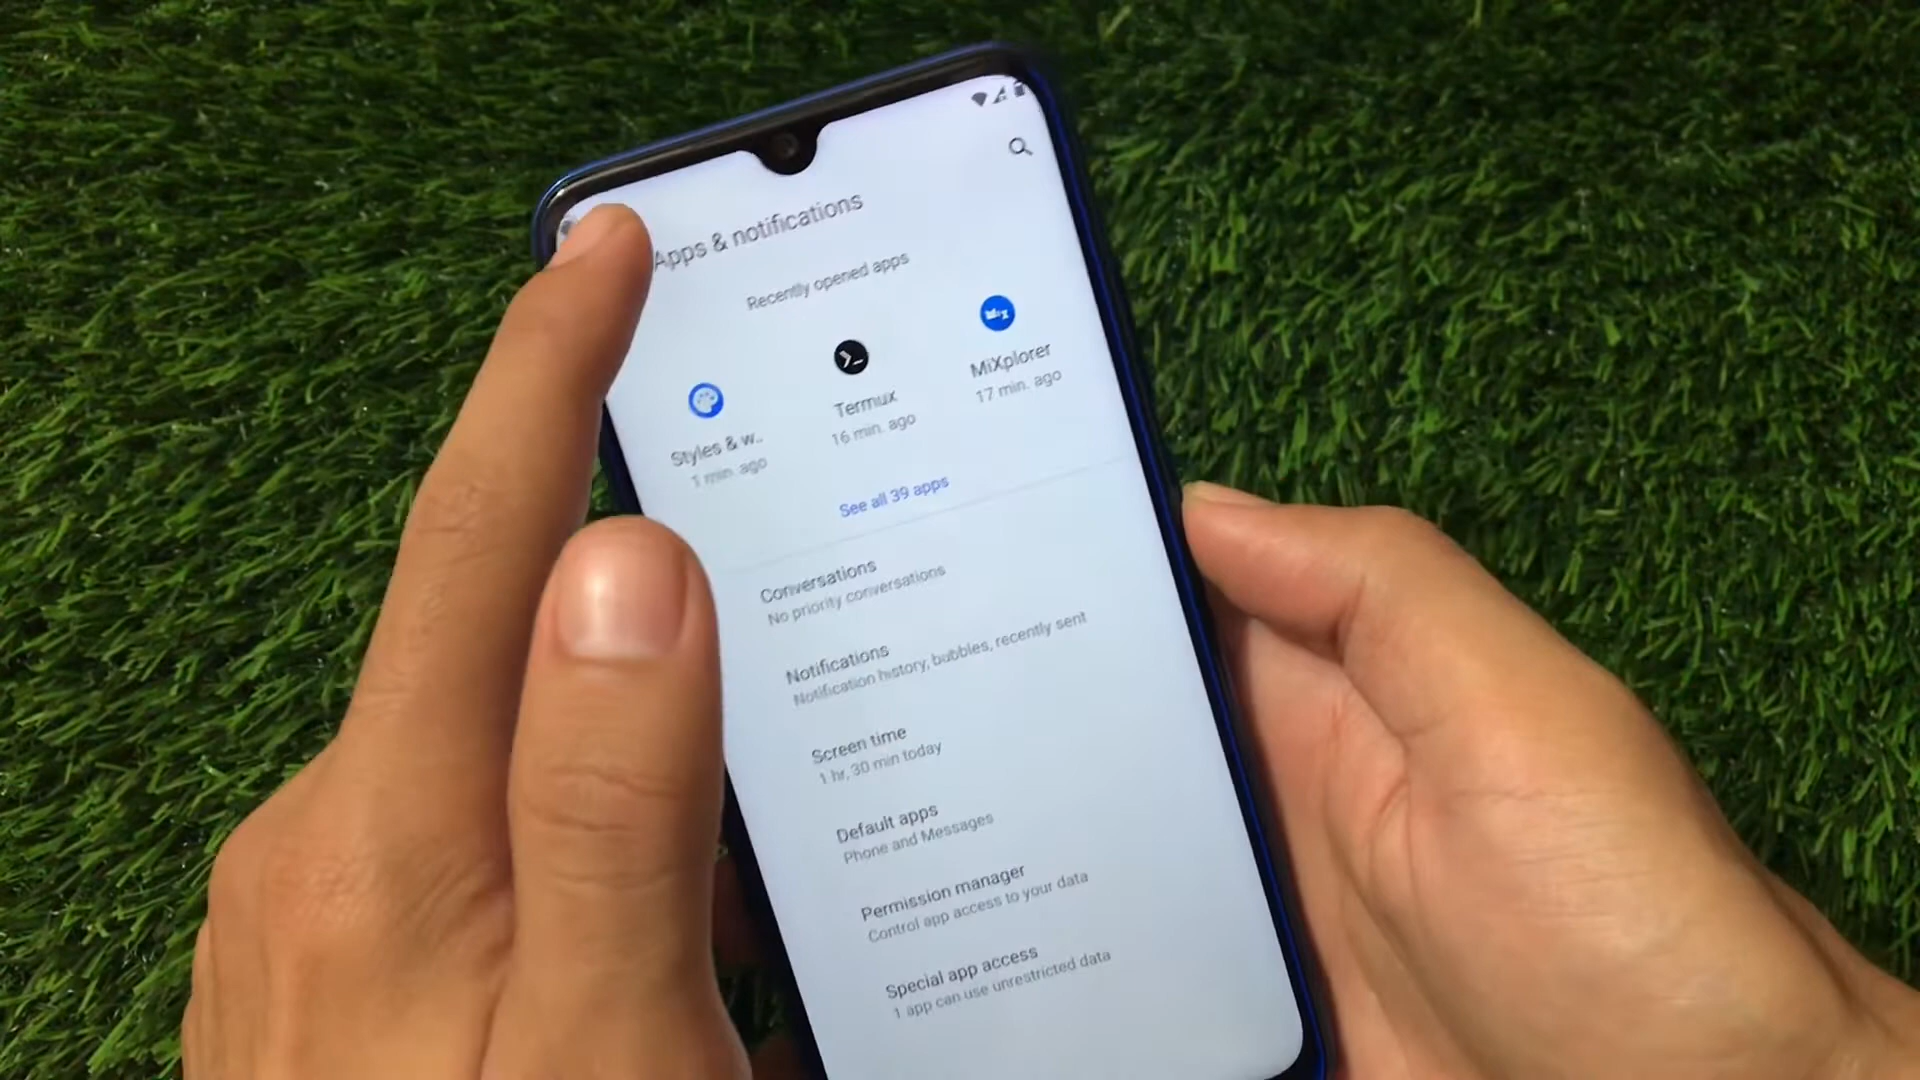 Apps & notifications
Recently opened apps
Styles & w..
1 min. ago
Termux
16 min. ago
MiXplorer
17 min. ago
See all 39 apps
Conversations
No priority conversations
Notifications
Notification history, bubbles, recently sent
Screen time
1 hr, 30 min today
Default apps
Phone and Messages
Permission manager
Control app access to your data
Special app access
1 app can use unrestricted data